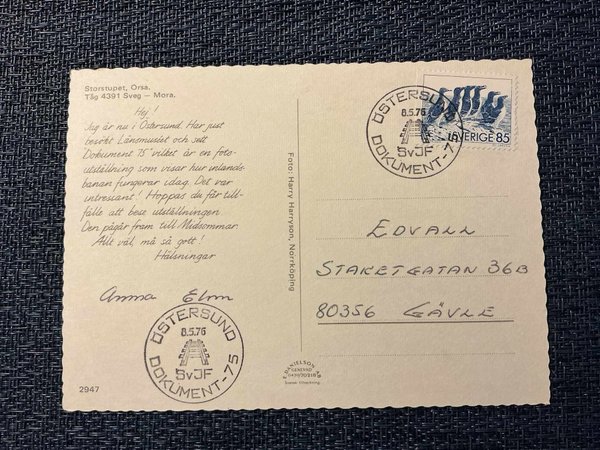 Storstupet, Orsa.
Tåg 4391 Sveg – Mora.
Hej!
Jag är nu i Östersund. Har just
besökt Länsmuséet och sett
Dokument 75 vilket är en foto-
utställning som visar hur inlands-
banan fungerar idag. Det var
intresiant! Hoppas du får till-
fälle att bese utställningen.
Den pågår fram till Midsommar.
Allt väl, må så gott!
Hälsningar
Anna Elm
ÖSTERSUND
8.5.76
SvJF
DOKUMENT-75
2947
Foto: Harry Harryson, Norrköping
ÖSTERSUND
8.5.76
SvJF
DOKUMENT-75
SVERIGE 85
EDVALL
STAKETGATAN 36B
80356 GÄVLE
Svensk tillverkning